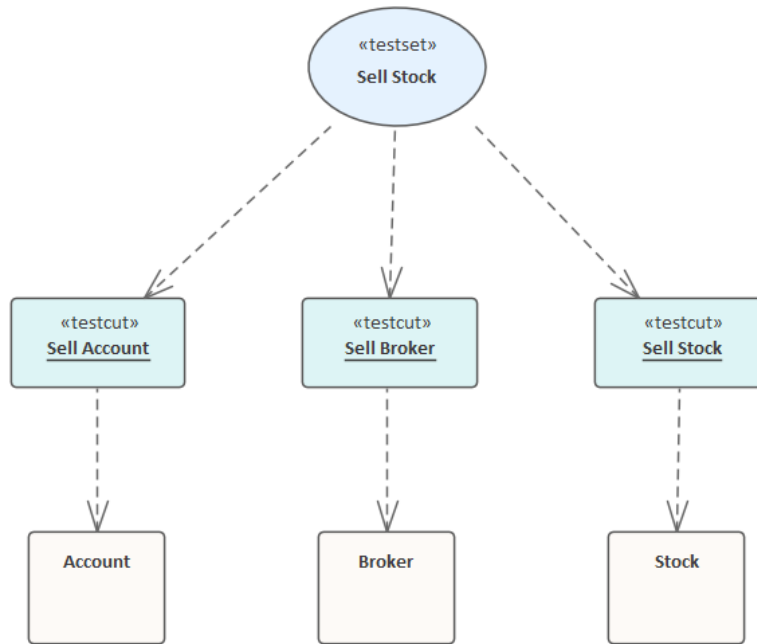 «testset»
Sell Stock
«testcut»
Sell Account
«testcut»
Sell Broker
«testcut»
Sell Stock
Account
Broker
Stock